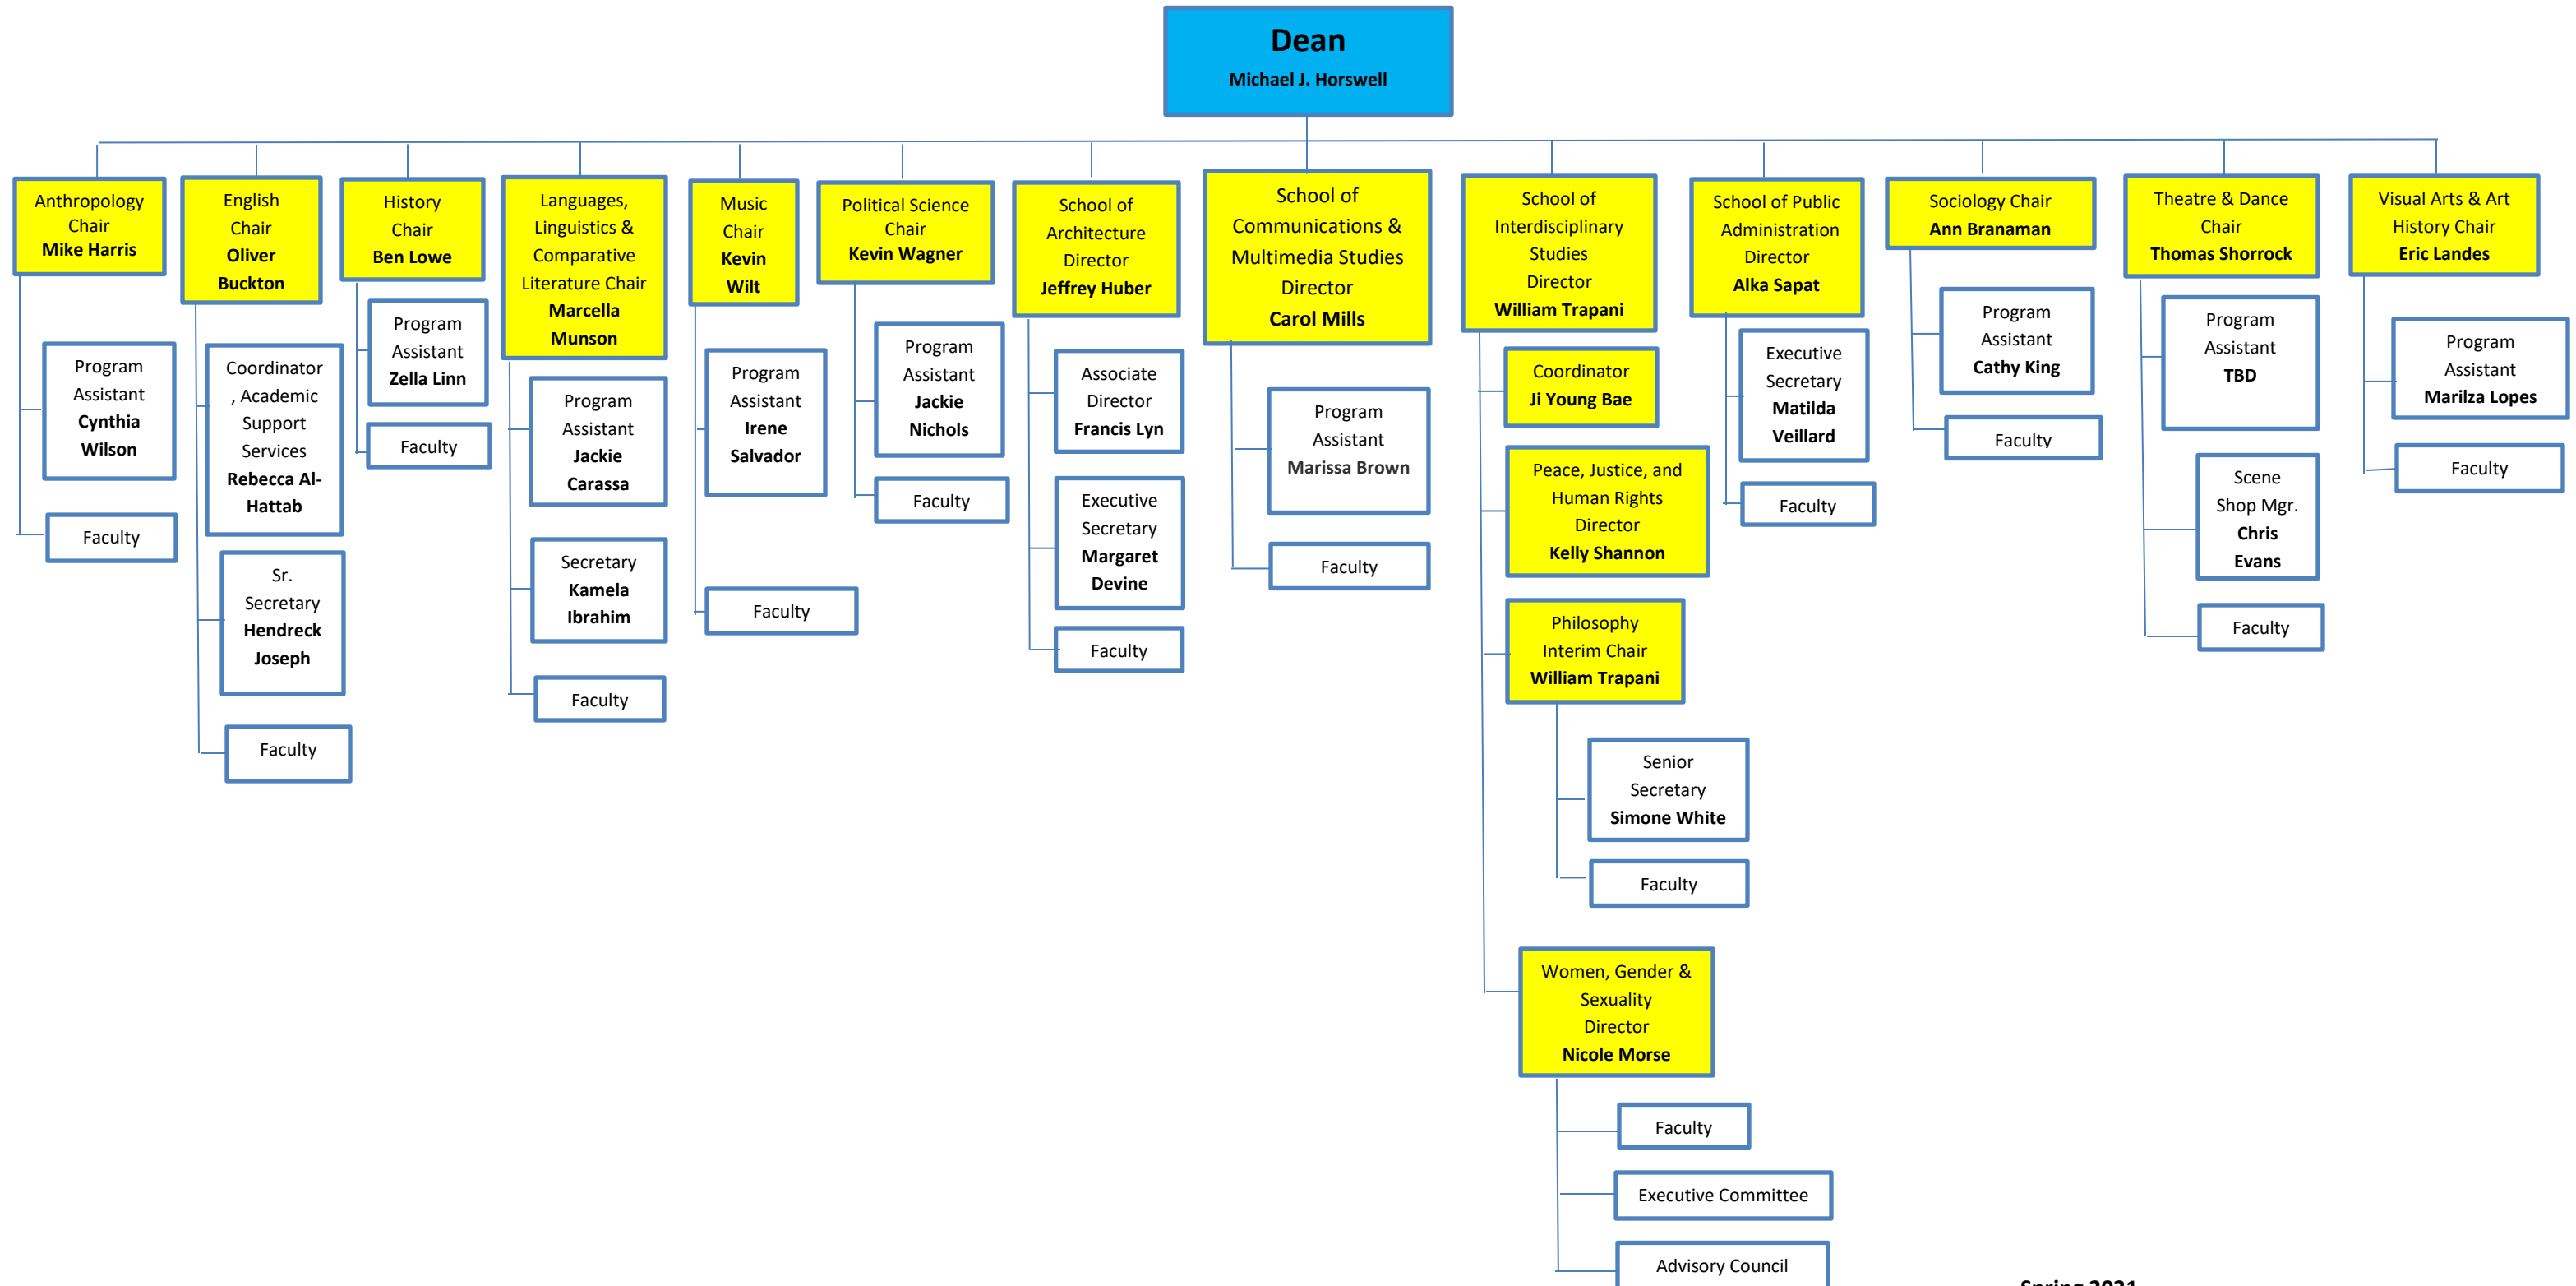 Dean
Michael J. Horswell
Anthropology
Chair
Mike Harris
Program
Assistant
Cynthia
Wilson
Faculty
English
Chair
Oliver
Buckton
Coordinator
, Academic
Support
Services
Rebecca Al-
Hattab
Sr.
Secretary
Hendreck
Joseph
Faculty
History
Chair
Ben Lowe
Program
Assistant
Zella Linn
Faculty
Languages,
Linguistics &
Comparative
Literature Chair
Marcella
Munson
Program
Assistant
Jackie
Carassa
Secretary
Kamela
Ibrahim
Faculty
Music
Chair
Kevin
Wilt
Program
Assistant
Irene
Salvador
Faculty
Political Science
Chair
Kevin Wagner
Program
Assistant
Jackie
Nichols
Faculty
School of
Architecture
Director
Jeffrey Huber
Associate
Director
Francis Lyn
Executive
Secretary
Margaret
Devine
Faculty
School of
Communications &
Multimedia Studies
Director
Carol Mills
Program
Assistant
Marissa Brown
Faculty
School of
Interdisciplinary
Studies
Director
William Trapani
Coordinator
Ji Young Bae
Peace, Justice, and
Human Rights
Director
Kelly Shannon
Philosophy
Interim Chair
William Trapani
Senior
Secretary
Simone White
Faculty
Women, Gender &
Sexuality
Director
Nicole Morse
Faculty
Executive Committee
Advisory Council
School of Public
Administration
Director
Alka Sapat
Executive
Secretary
Matilda
Veillard
Faculty
Sociology Chair
Ann Branaman
Program
Assistant
Cathy King
Faculty
Theatre & Dance
Chair
Thomas Shorrock
Program
Assistant
TBD
Scene
Shop Mgr.
Chris
Evans
Faculty
Visual Arts & Art
History Chair
Eric Landes
Program
Assistant
Marilza Lopes
Faculty
Spring 2021